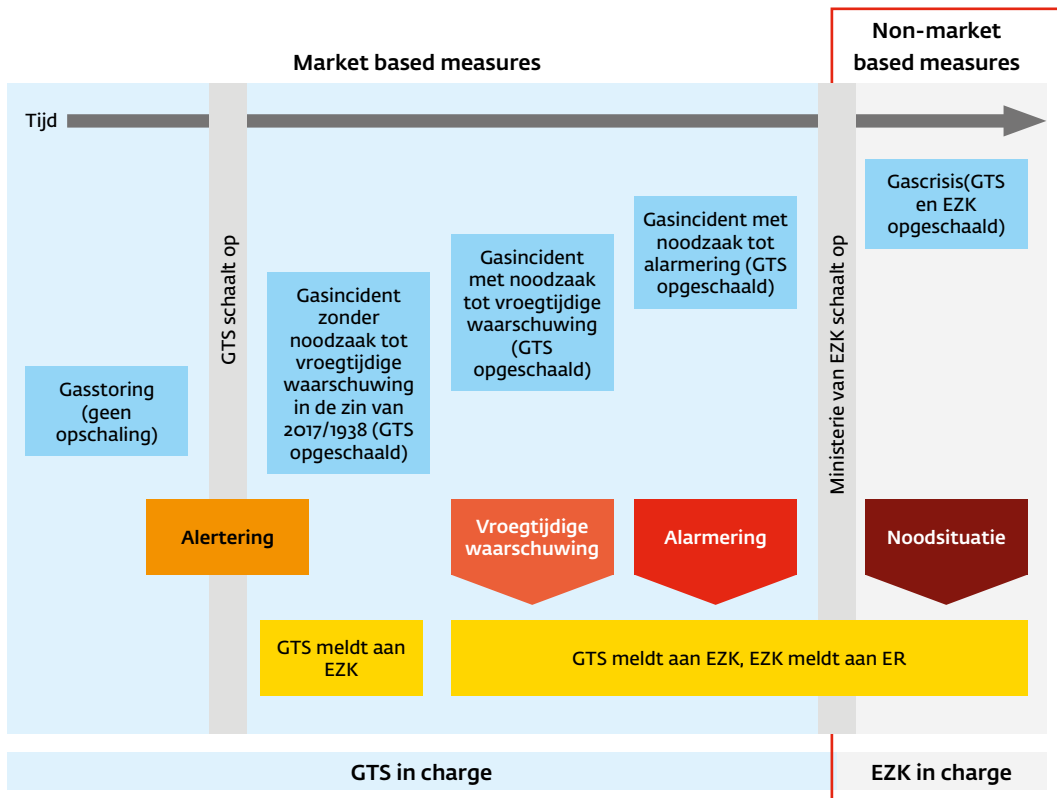 Market based measures
Non-market
based measures
Tijd
GTS schaalt op
Ministerie van EZK schaalt op
Gasstoring
(geen
opschaling)
Gasincident
zonder
noodzaak tot
vroegtijdige
waarschuwing
in de zin van
2017/1938 (GTS
opgeschaald)
Gasincident
met noodzaak
tot vroegtijdige
waarschuwing
(GTS
opgeschaald)
Gasincident met
noodzaak tot
alarmering (GTS
opgeschaald)
Gascrisis(GTS
en EZK
opgeschaald)
Alertering
Vroegtijdige
waarschuwing
Alarmering
Noodsituatie
GTS meldt aan
EZK
GTS meldt aan EZK, EZK meldt aan ER
GTS in charge
EZK in charge